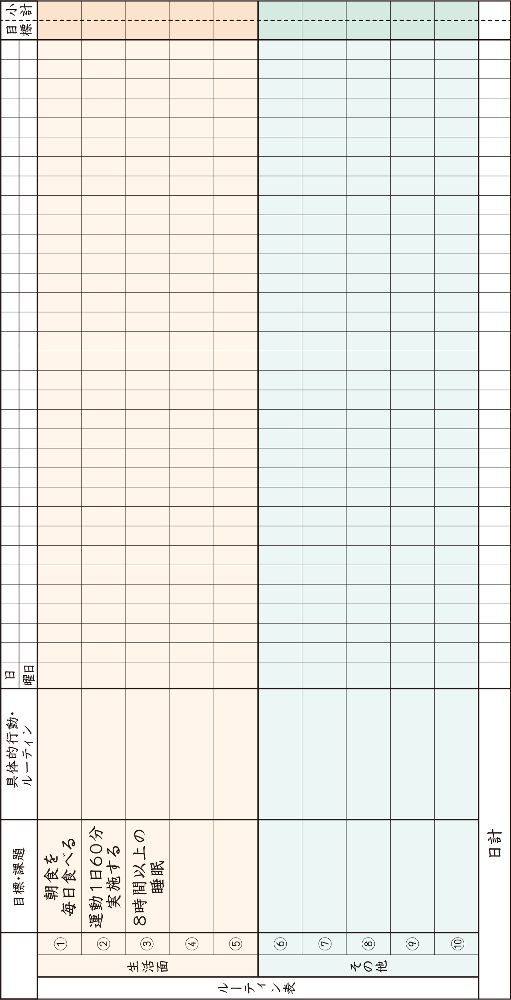 目標・課題
具体的行動・
ルーティン
日
曜日
小計
目標
ルーティン表
生活面
①
朝食を
毎日食べる
②
運動1日60分
実施する
③
8時間以上の
睡眠
④
⑤
その他
⑥
⑦
⑧
⑨
⑩
日計